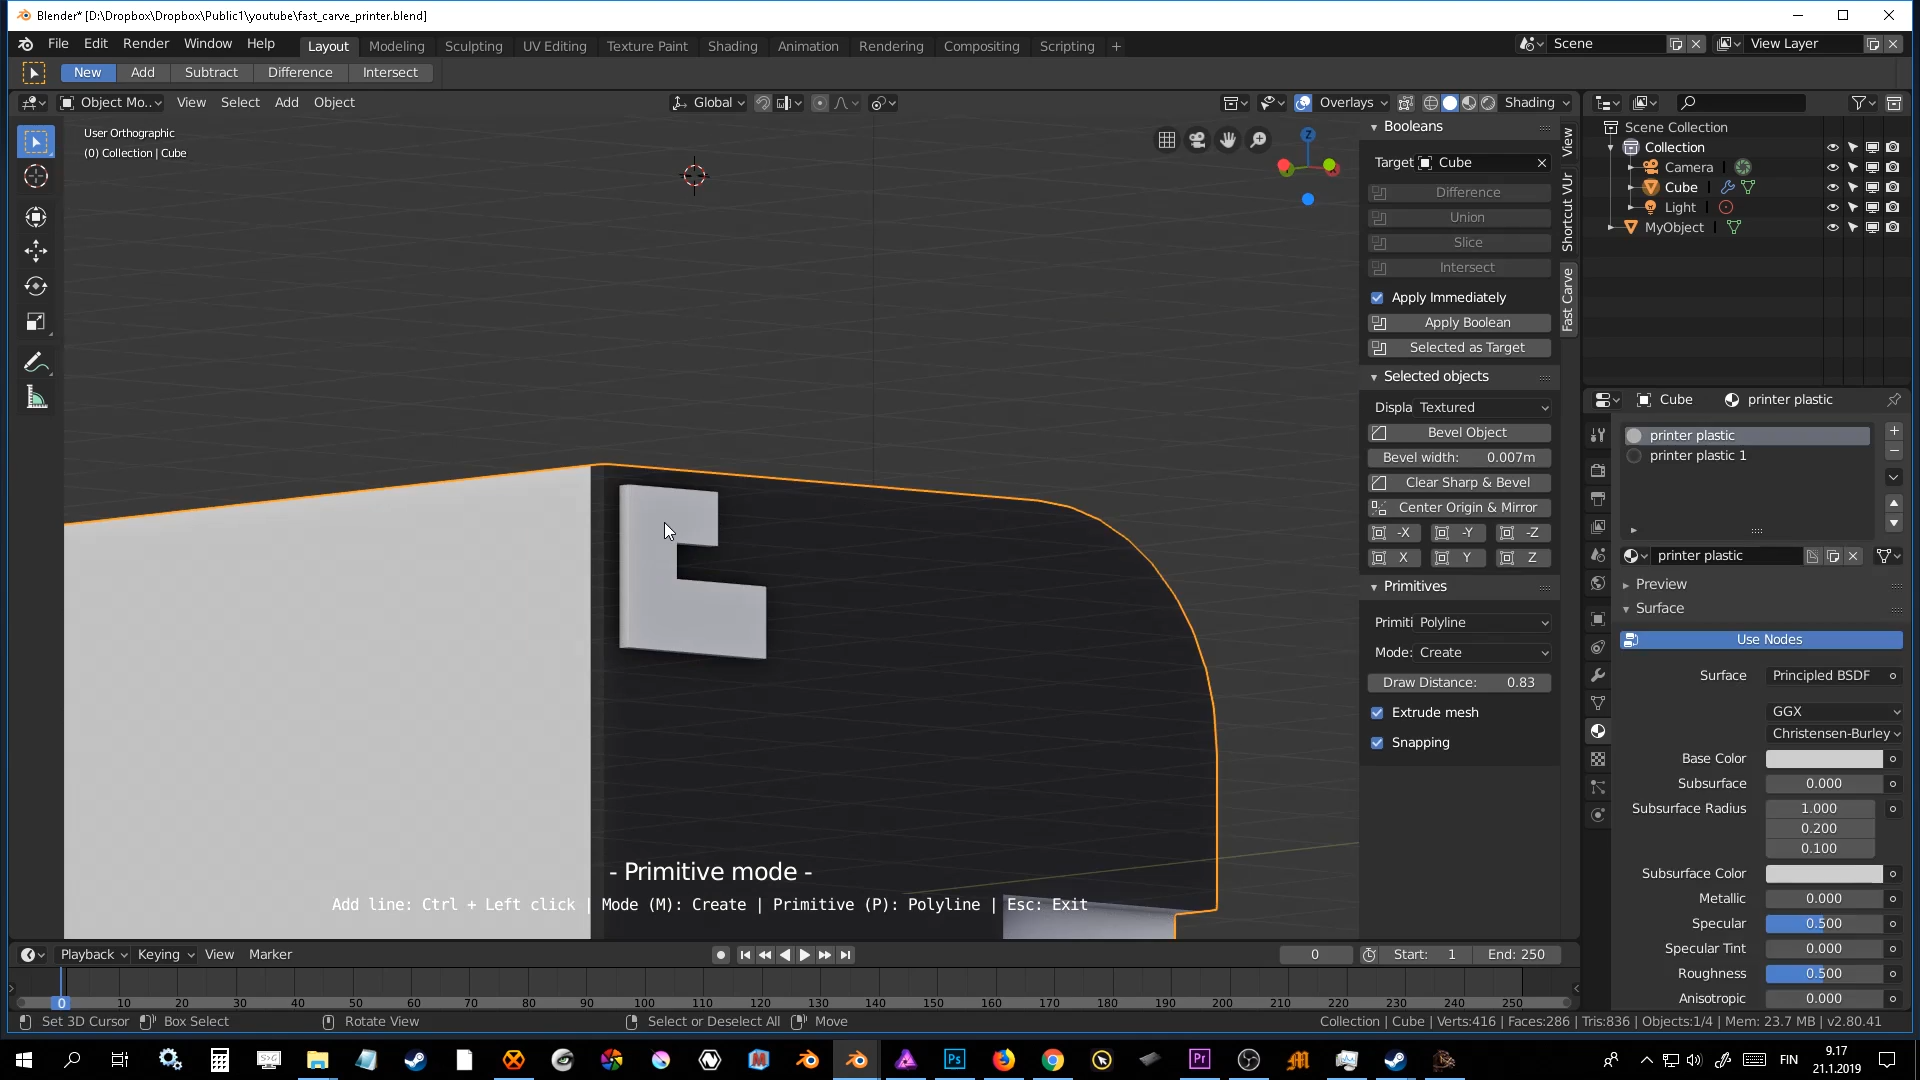 Blender* [D:\Dropbox\Dropbox\Public1\youtube\fast_carve_printer.blend]
File Edit Render Window Help Layout Modeling Sculpting UV Editing Texture Paint Shading Animation Rendering Compositing Scripting + Scene View Layer
New Add Subtract Difference Intersect
Object Mo.. View Select Add Object Global Overlays Shading
User Orthographic
(0) Collection | Cube
Z
Booleans
Target Cube
Difference
Union
Slice
Intersect
Apply Immediately
Apply Boolean
Selected as Target
Selected objects
Displa Textured
Bevel Object
Bevel width: 0.007m
Clear Sharp & Bevel
Center Origin & Mirror
-X -Y -Z
X Y Z
Primitives
Primiti Polyline
Mode: Create
Draw Distance: 0.83
Extrude mesh
Snapping
View
Shortcut VUr
Fast Carve
Scene Collection
Collection
Camera
Cube
Light
MyObject
Cube printer plastic
printer plastic
printer plastic 1
printer plastic
Preview
Surface
Use Nodes
Surface Principled BSDF
GGX
Christensen-Burley
Base Color
Subsurface 0.000
Subsurface Radius 1.000
0.200
0.100
Subsurface Color
Metallic 0.000
Specular 0.500
Specular Tint 0.000
Roughness 0.500
Anisotropic 0.000
- Primitive mode -
Add line: Ctrl + Left click | Mode (M): Create | Primitive (P): Polyline | Esc: Exit
Playback Keying View Marker 0 Start: 1 End: 250
0 10 20 30 40 50 60 70 80 90 100 110 120 130 140 150 160 170 180 190 200 210 220 230 240 250
Set 3D Cursor Box Select Rotate View Select or Deselect All Move Collection | Cube | Verts:416 | Faces:286 | Tris:836 | Objects:1/4 | Mem: 23.7 MB | v2.80.41
Ps Pr FIN 9.17
21.1.2019